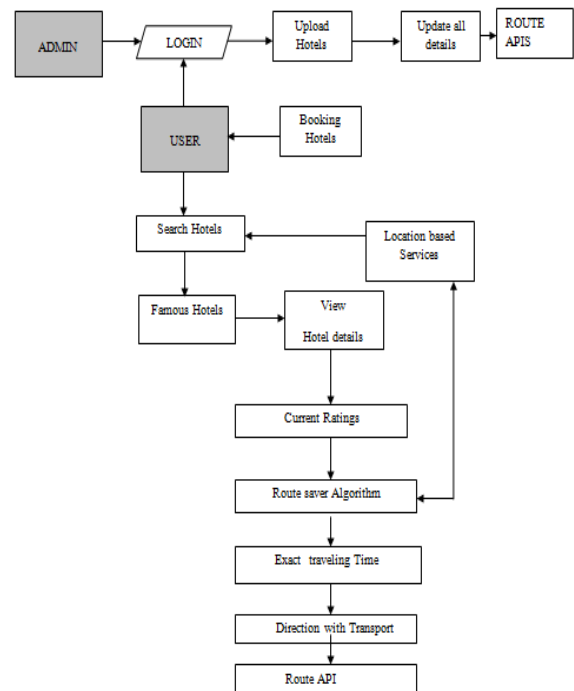 ADMIN
LOGIN
Upload
Hotels
Update all
details
ROUTE
APIS
USER
Booking
Hotels
Search Hotels
Location based
Services
Famous Hotels
View
Hotel details
Current Ratings
Route saver Algorithm
Exact traveling Time
Direction with Transport
Route API